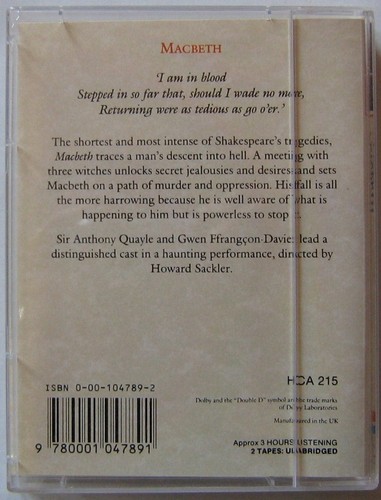 MACBETH
'I am in blood
Stepped in so far that, should I wade no more,
Returning were as tedious as go o'er.'
The shortest and most intense of Shakespeare's tragedies,
Macbeth traces a man's descent into hell. A meeting with
three witches unlocks secret jealousies and desires and sets
Macbeth on a path of murder and oppression. His fall is all
the more harrowing because he is well aware of what is
happening to him but is powerless to stop it.
Sir Anthony Quayle and Gwen Ffrangçon-Davies lead a
distinguished cast in a haunting performance, directed by
Howard Sackler.
ISBN 0-00-104789-2
9 780001 047891
HCA 215
Dolby and the "Double D" symbol are the trade marks
of Dolby Laboratories
Manufactured in the UK
Approx 3 HOURS LISTENING
2 TAPES: UNABRIDGED